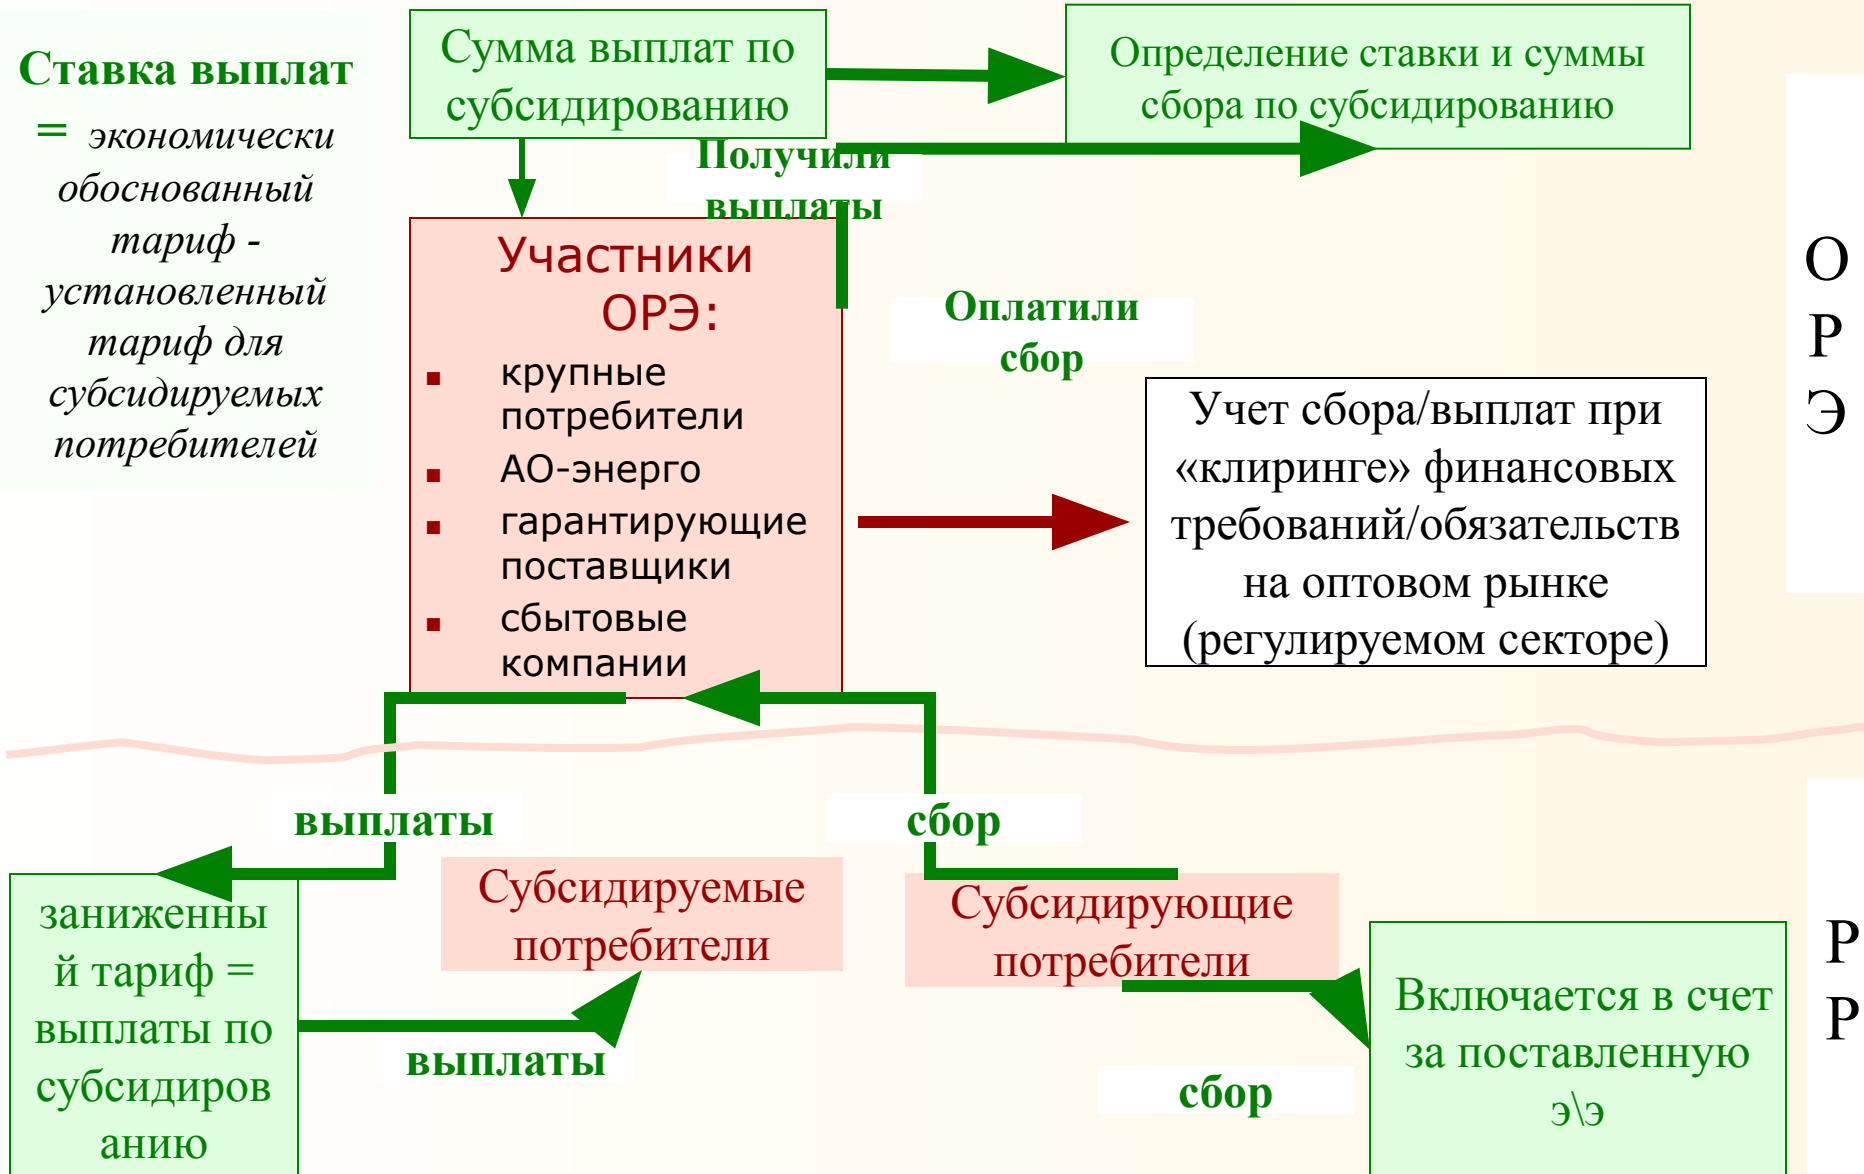 Ставка выплат
= экономически
обоснованный
тариф -
установленный
тариф для
субсидируемых
потребителей
Сумма выплат по
субсидированию
Определение ставки и суммы
сбора по субсидированию
Получили
выплаты
Участники
ОРЭ:
крупные
потребители
АО-энерго
гарантирующие
поставщики
сбытовые
компании
Оплатили
сбор
Учет сбора/выплат при
«клиринге» финансовых
требований/обязательств
на оптовом рынке
(регулируемом секторе)
О
Р
Э
выплаты
сбор
заниженны
й тариф =
выплаты по
субсидиров
анию
Субсидируемые
потребители
выплаты
Субсидирующие
потребители
сбор
Включается в счет
за поставленную
э\э
Р
Р